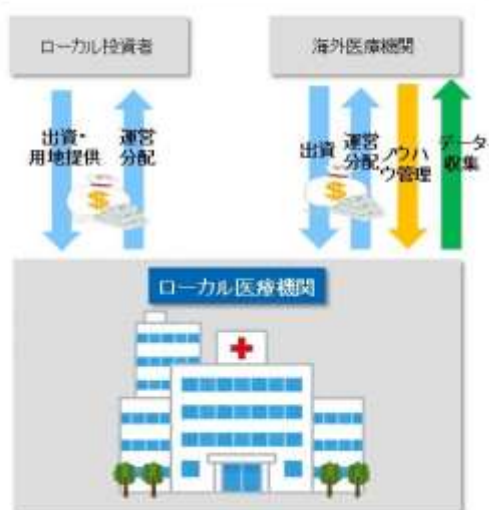 ローカル投資者
海外医療機関
出資・
用地提供
運営
分配
出資
運営
分配
ノウハ
ウ管理
データ
収集
ローカル医療機関